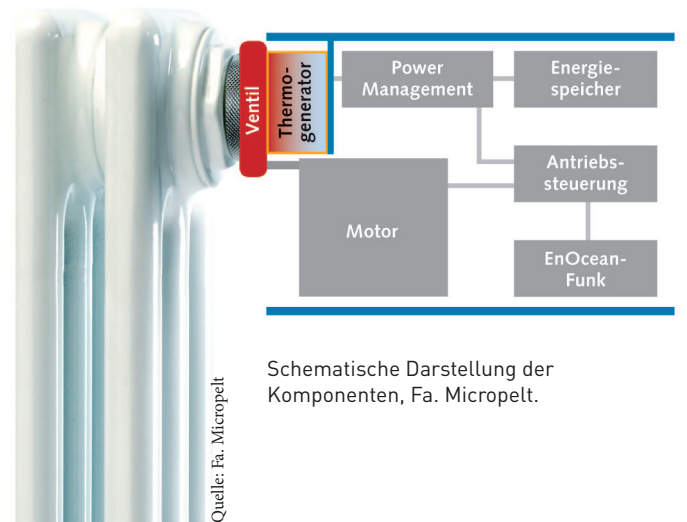 Ventil
Thermo-
generator
Power
Management
Energie-
speicher
Antriebs-
steuerung
Motor
EnOcean-
Funk
Schematische Darstellung der
Komponenten, Fa. Micropelt.
Quelle: Fa. Micropelt